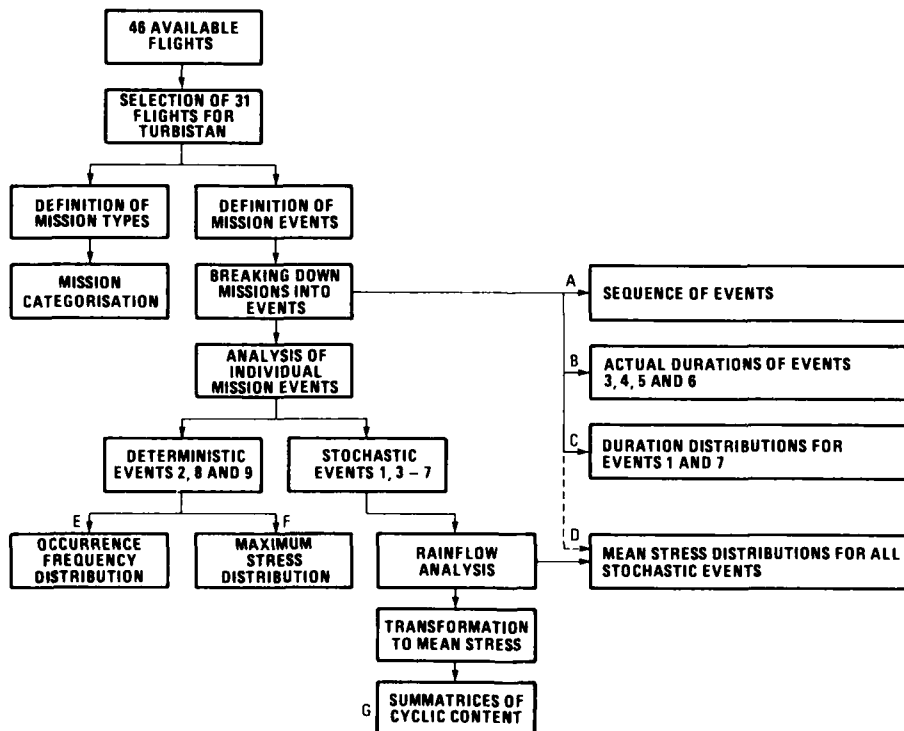 46 AVAILABLE
FLIGHTS
SELECTION OF 31
FLIGHTS FOR
TURBISTAN
DEFINITION OF
MISSION TYPES
DEFINITION OF
MISSION EVENTS
MISSION
CATEGORISATION
BREAKING DOWN
MISSIONS INTO
EVENTS
A
SEQUENCE OF EVENTS
ANALYSIS OF
INDIVIDUAL
MISSION EVENTS
B
ACTUAL DURATIONS OF EVENTS
3, 4, 5 AND 6
DETERMINISTIC
EVENTS 2, 8 AND 9
STOCHASTIC
EVENTS 1, 3 – 7
C
DURATION DISTRIBUTIONS FOR
EVENTS 1 AND 7
E
OCCURRENCE
FREQUENCY
DISTRIBUTION
F
MAXIMUM
STRESS
DISTRIBUTION
RAINFLOW
ANALYSIS
D
MEAN STRESS DISTRIBUTIONS FOR ALL
STOCHASTIC EVENTS
TRANSFORMATION
TO MEAN STRESS
G
SUMMATRICES OF
CYCLIC CONTENT